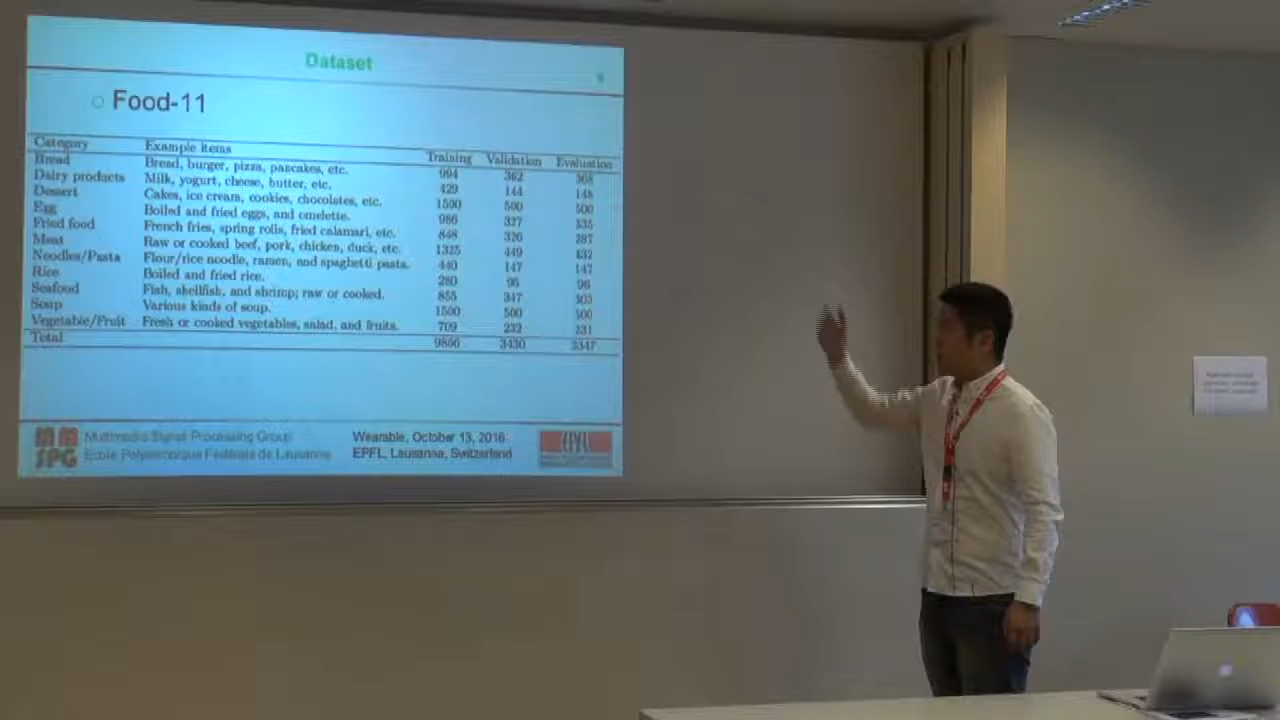 Dataset
9
Food-11
Category Example items Training Validation Evaluation
Bread Bread, burger, pizza, pancakes, etc. 994 362 368
Dairy products Milk, yogurt, cheese, butter, etc. 429 144 148
Dessert Cakes, ice cream, cookies, chocolates, etc. 1500 500 500
Egg Boiled and fried eggs, and omelette. 986 327 335
Fried food French fries, spring rolls, fried calamari, etc. 848 326 287
Meat Raw or cooked beef, pork, chicken, duck, etc. 1325 449 432
Noodles/Pasta Flour/rice noodle, ramen, and spaghetti pasta. 440 147 147
Rice Boiled and fried rice. 280 96 96
Seafood Fish, shellfish, and shrimp; raw or cooked. 855 347 303
Soup Various kinds of soup. 1500 500 500
Vegetable/Fruit Fresh or cooked vegetables, salad, and fruits. 709 232 231
Total 9866 3430 3347
MM
SPG
Multimedia Signal Processing Group
Ecole Polytechnique Fédérale de Lausanne
Wearable, October 13, 2016
EPFL, Lausanne, Switzerland
EPFL